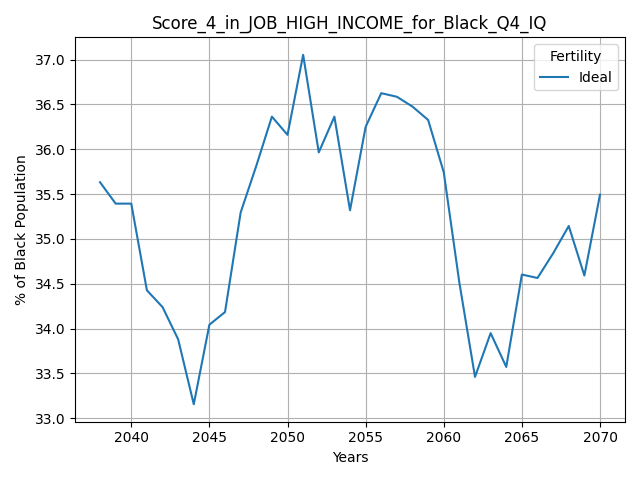 Score_4_in_JOB_HIGH_INCOME_for_Black_Q4_IQ
Fertility
Ideal
% of Black Population
37.0
36.5
36.0
35.5
35.0
34.5
34.0
33.5
33.0
2040 2045 2050 2055 2060 2065 2070
Years